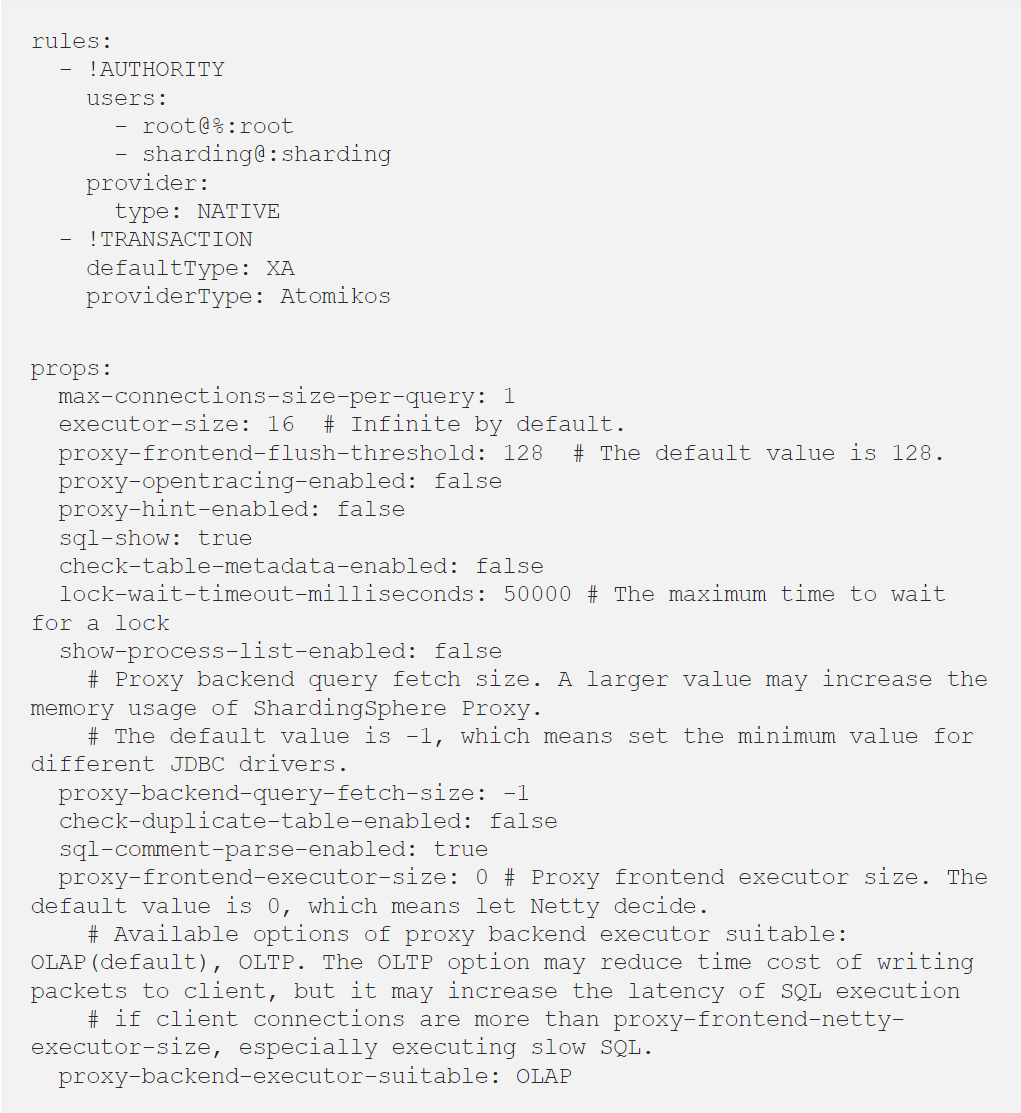 rules:
  - !AUTHORITY
    users:
      - root@%:root
      - sharding@:sharding
    provider:
      type: NATIVE
  - !TRANSACTION
    defaultType: XA
    providerType: Atomikos

props:
  max-connections-size-per-query: 1
  executor-size: 16  # Infinite by default.
  proxy-frontend-flush-threshold: 128  # The default value is 128.
  proxy-opentracing-enabled: false
  proxy-hint-enabled: false
  sql-show: true
  check-table-metadata-enabled: false
  lock-wait-timeout-milliseconds: 50000 # The maximum time to wait
for a lock
  show-process-list-enabled: false
    # Proxy backend query fetch size. A larger value may increase the
memory usage of ShardingSphere Proxy.
    # The default value is -1, which means set the minimum value for
different JDBC drivers.
  proxy-backend-query-fetch-size: -1
  check-duplicate-table-enabled: false
  sql-comment-parse-enabled: true
  proxy-frontend-executor-size: 0 # Proxy frontend executor size. The
default value is 0, which means let Netty decide.
    # Available options of proxy backend executor suitable:
OLAP(default), OLTP. The OLTP option may reduce time cost of writing
packets to client, but it may increase the latency of SQL execution
    # if client connections are more than proxy-frontend-netty-
executor-size, especially executing slow SQL.
  proxy-backend-executor-suitable: OLAP